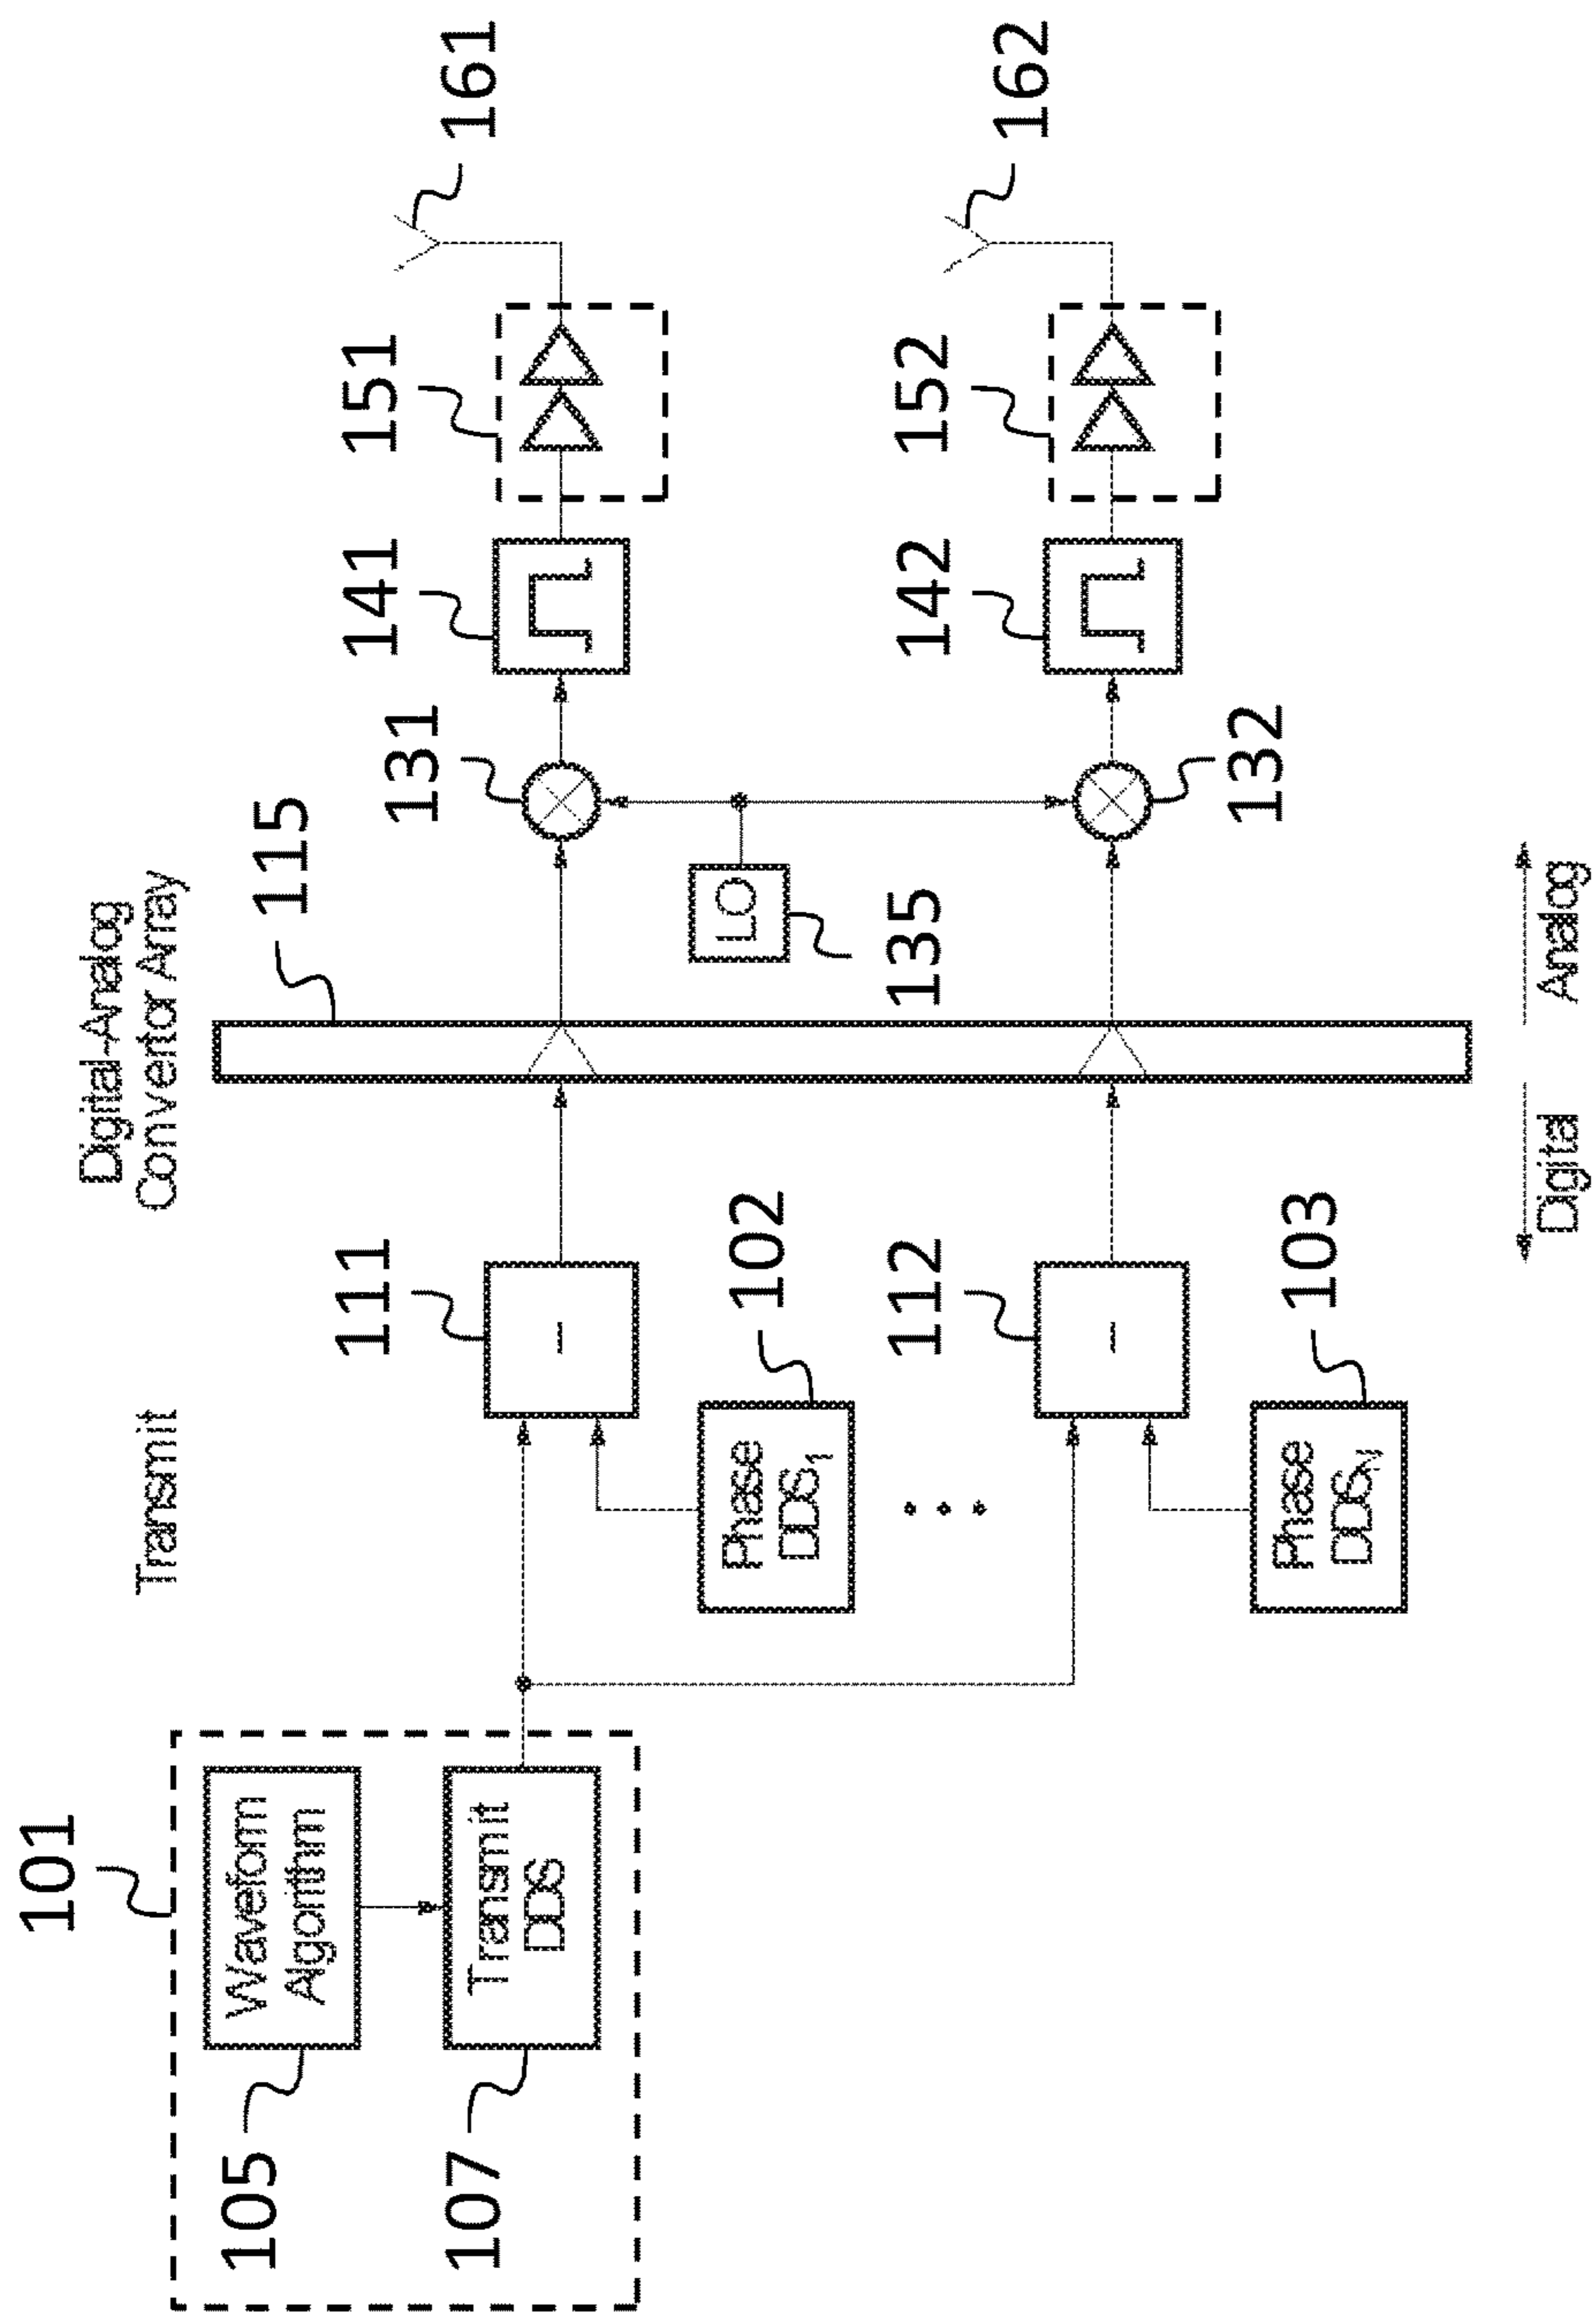 Transmit
Digital-Analog
Convertor Array
101
115
161
105
Waveform
Algorithm
107
Transmit
DDS
111
131
141
151
Phase
DDS1
102
LO
135
162
112
142
152
132
Phase
DDSN
103
Digital
Analog